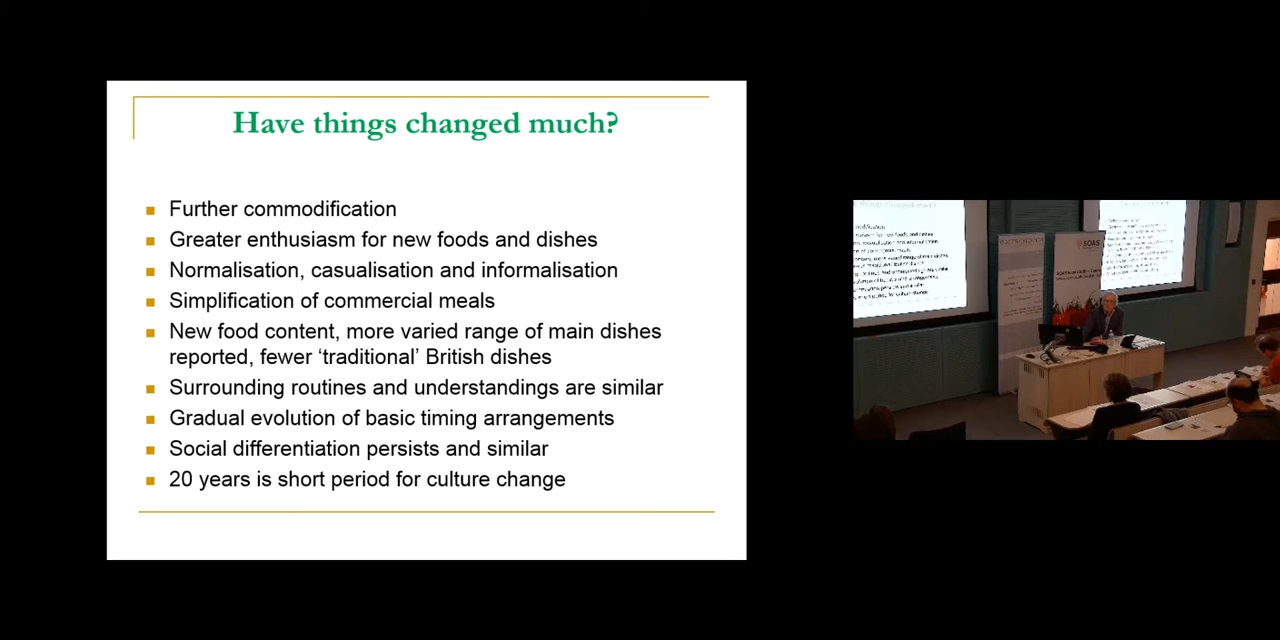 Have things changed much?
Further commodification
Greater enthusiasm for new foods and dishes
Normalisation, casualisation and informalisation
Simplification of commercial meals
New food content, more varied range of main dishes
reported, fewer ‘traditional’ British dishes
Surrounding routines and understandings are similar
Gradual evolution of basic timing arrangements
Social differentiation persists and similar
20 years is short period for culture change
SOAS